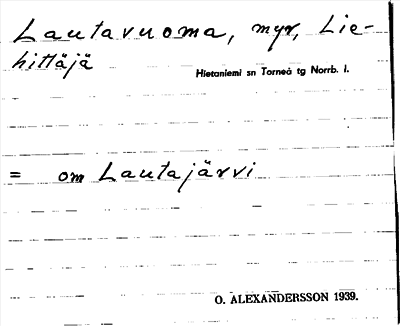 Lautavuoma, myr, Lie-
hittäjä
Hietaniemi sn Torneå tg Norrb. l.
= om Lautajärvi
O. ALEXANDERSSON 1939.